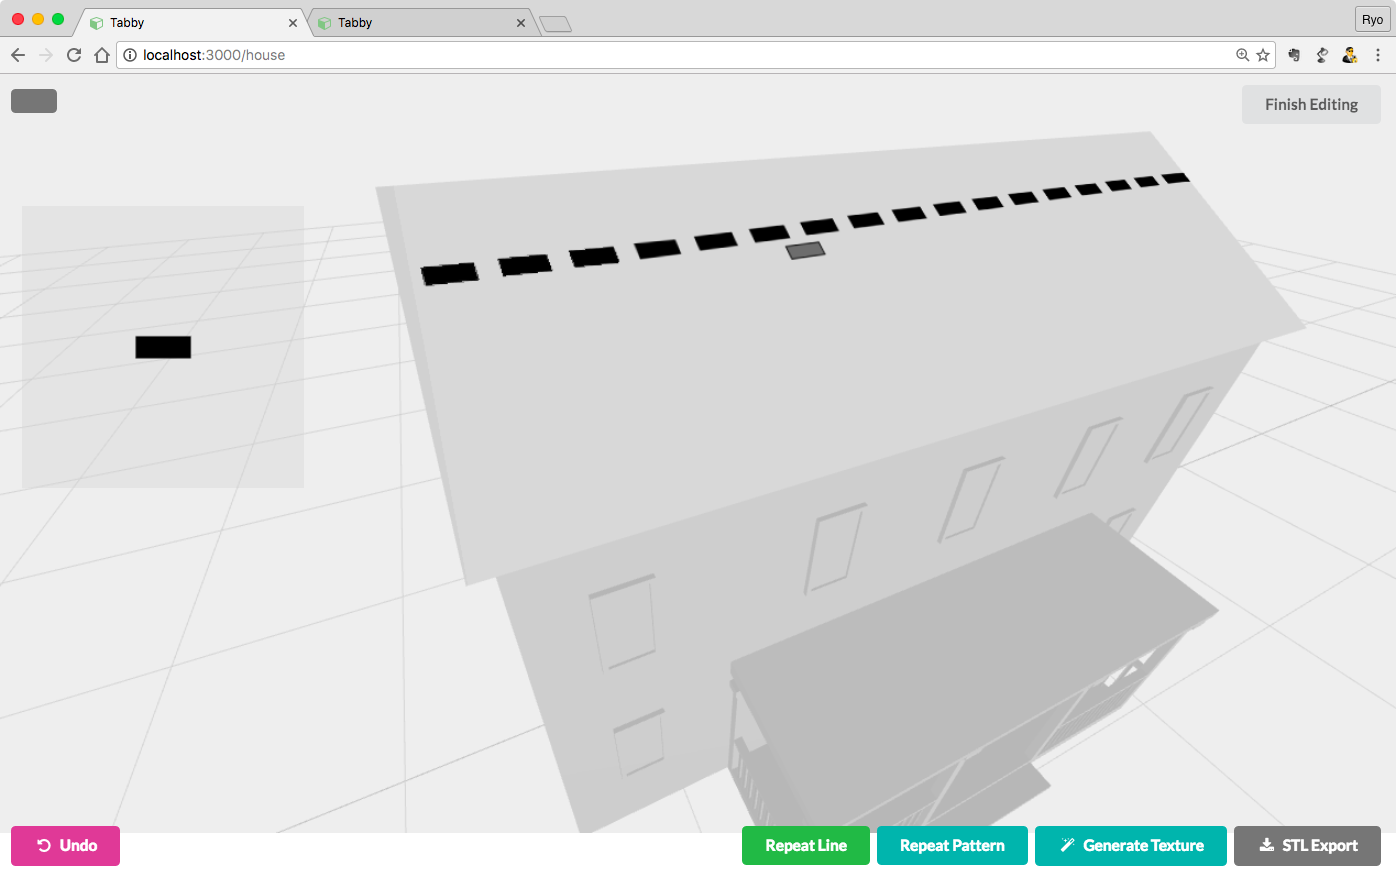 Tabby
Tabby
Ryo
localhost:3000/house
Finish Editing
Undo
Repeat Line
Repeat Pattern
Generate Texture
STL Export